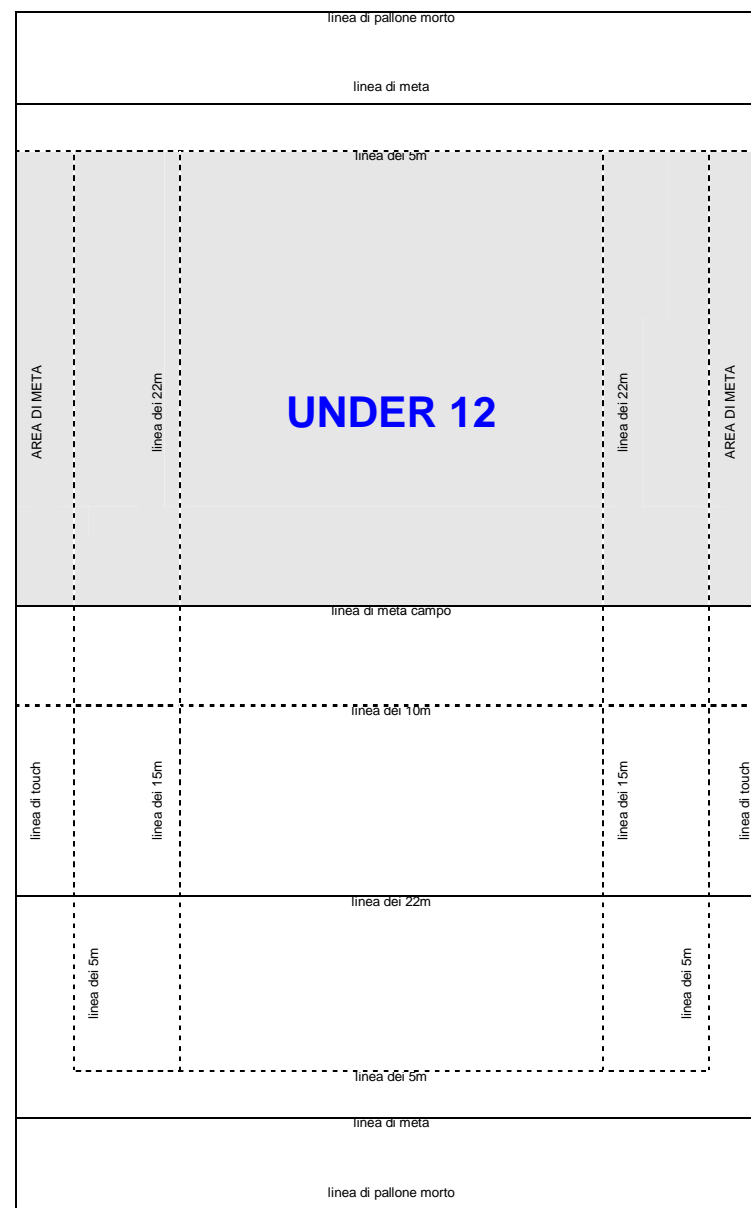 linea di pallone morto
linea di meta
linea dei 5m
AREA DI META
linea dei 22m
UNDER 12
linea dei 22m
AREA DI META
linea di meta campo
linea dei 10m
linea di touch
linea dei 15m
linea dei 15m
linea di touch
linea dei 22m
linea dei 5m
linea dei 5m
linea dei 5m
linea di meta
linea di pallone morto